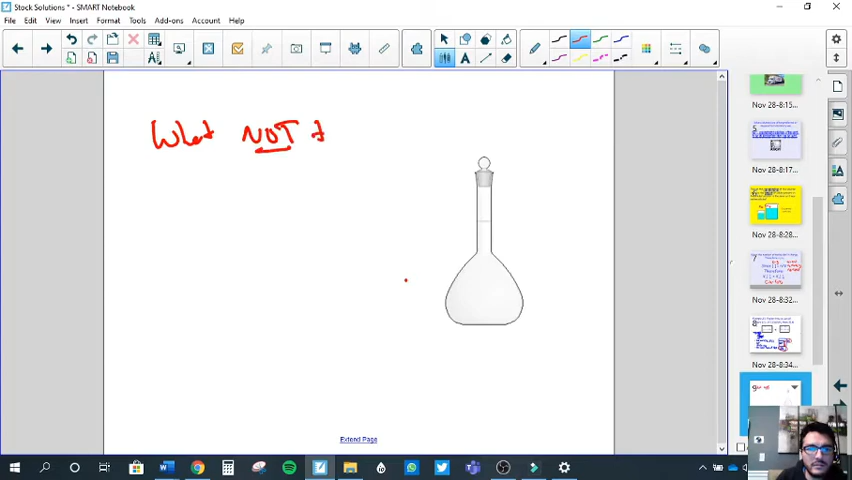 Stock Solutions * - SMART Notebook
File Edit View Insert Format Tools Add-ons Account Help
What NOT t
Nov 28-8:15...
Nov 28-8:17...
Nov 28-8:28...
Nov 28-8:32...
Nov 28-8:34...
Extend Page